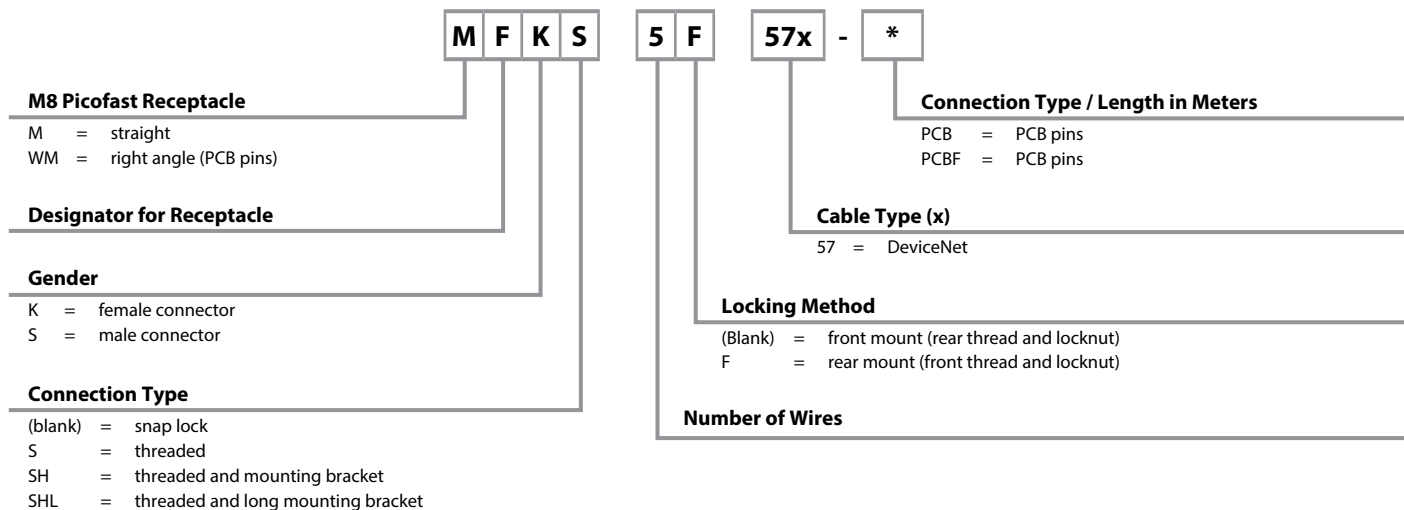 M F K S 5 F 57x - *
M8 Picofast Receptacle
M = straight
WM = right angle (PCB pins)
Designator for Receptacle
Gender
K = female connector
S = male connector
Connection Type
(blank) = snap lock
S = threaded
SH = threaded and mounting bracket
SHL = threaded and long mounting bracket
Connection Type / Length in Meters
PCB = PCB pins
PCBF = PCB pins
Cable Type (x)
57 = DeviceNet
Locking Method
(Blank) = front mount (rear thread and locknut)
F = rear mount (front thread and locknut)
Number of Wires